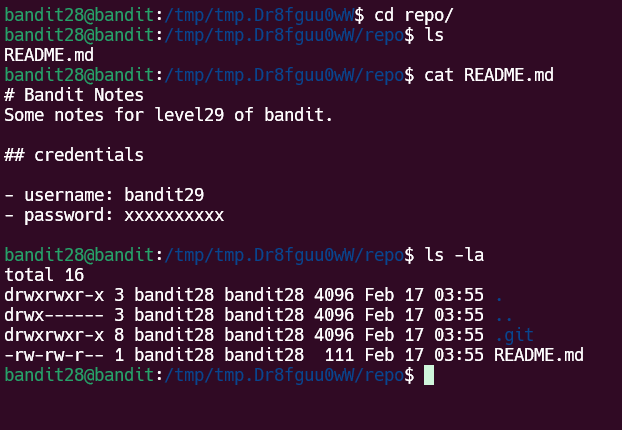 bandit28@bandit:/tmp/tmp.Dr8fguu0wW$ cd repo/
bandit28@bandit:/tmp/tmp.Dr8fguu0wW/repo$ ls
README.md
bandit28@bandit:/tmp/tmp.Dr8fguu0wW/repo$ cat README.md
# Bandit Notes
Some notes for level29 of bandit.
## credentials
- username: bandit29
- password: xxxxxxxxxx
bandit28@bandit:/tmp/tmp.Dr8fguu0wW/repo$ ls -la
total 16
drwxrwxr-x 3 bandit28 bandit28 4096 Feb 17 03:55 .
drwx------ 3 bandit28 bandit28 4096 Feb 17 03:55 ..
drwxrwxr-x 8 bandit28 bandit28 4096 Feb 17 03:55 .git
-rw-rw-r-- 1 bandit28 bandit28  111 Feb 17 03:55 README.md
bandit28@bandit:/tmp/tmp.Dr8fguu0wW/repo$